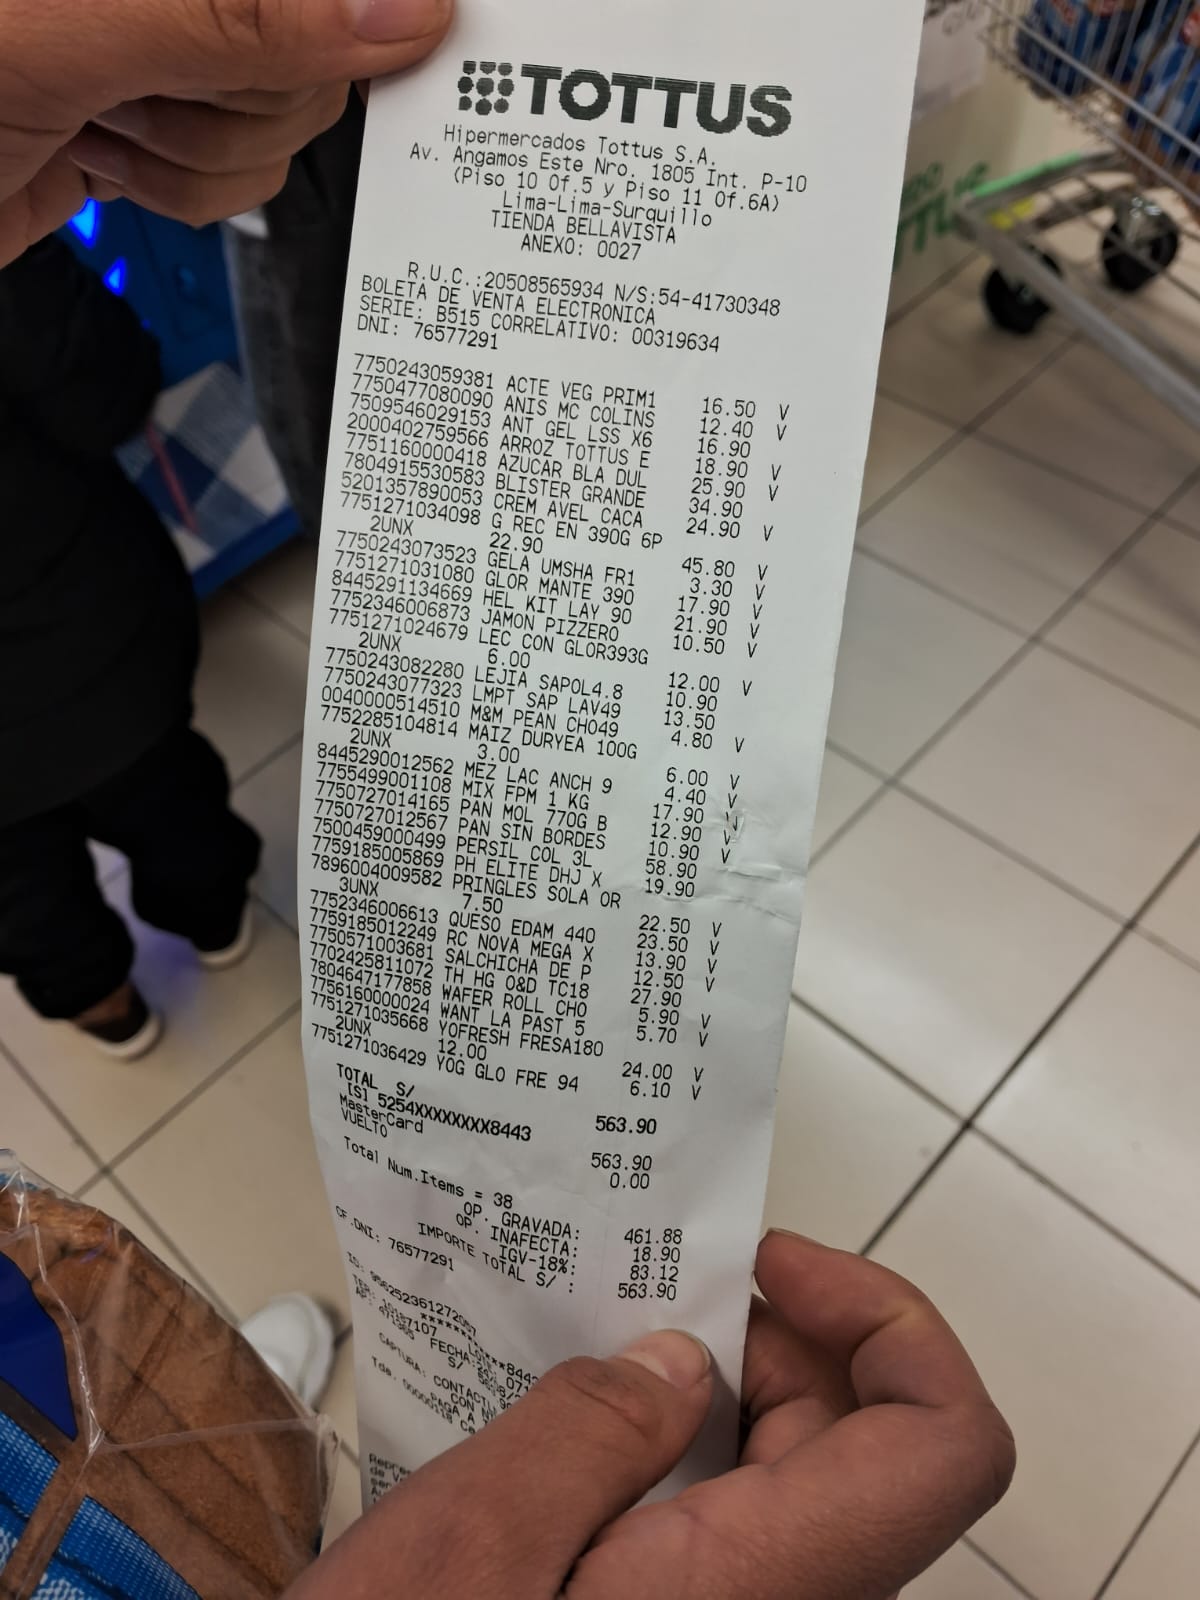 TOTTUS
Hipermercados Tottus S.A.
Av. Angamos Este Nro. 1805 Int. P-10
(Piso 10 Of.5 y Piso 11 Of.6A)
Lima-Lima-Surquillo
TIENDA BELLAVISTA
ANEXO: 0027
R.U.C.:20508565934 N/S:54-41730348
BOLETA DE VENTA ELECTRONICA
SERIE: B515 CORRELATIVO: 00319634
DNI: 76577291
7750243059381 ACTE VEG PRIM1 16.50 V
7750477080090 ANIS MC COLINS 12.40 V
7509546029153 ANT GEL LSS X6 16.90
2000402759566 ARROZ TOTTUS E 18.90 V
7751160000418 AZUCAR BLA DUL 25.90 V
7804915530583 BLISTER GRANDE 34.90
5201357890053 CREM AVEL CACA 24.90 V
7751271034098 G REC EN 390G 6P
2UNX 22.90 45.80 V
7750243073523 GELA UMSHA FR1 3.30 V
7751271031080 GLOR MANTE 390 17.90 V
8445291134669 HEL KIT LAY 90 21.90 V
7752346006873 JAMON PIZZERO 10.50 V
7751271024679 LEC CON GLOR393G
2UNX 6.00 12.00 V
7750243082280 LEJIA SAPOL4.8 10.90
7750243077323 LMPT SAP LAV49 13.50
0040000514510 M&M PEAN CHO49 4.80 V
7752285104814 MAIZ DURYEA 100G
2UNX 3.00 6.00 V
8445290012562 MEZ LAC ANCH 9 4.40 V
7755499001108 MIX FPM 1 KG 17.90 V
7750727014165 PAN MOL 770G B 12.90 V
7750727012567 PAN SIN BORDES 10.90 V
7500459000499 PERSIL COL 3L 58.90
7759185005869 PH ELITE DHJ X 19.90
7896004009582 PRINGLES SOLA OR
3UNX 7.50 22.50 V
7752346006613 QUESO EDAM 440 23.50 V
7759185012249 RC NOVA MEGA X 13.90 V
7750571003681 SALCHICHA DE P 12.50 V
7702425811072 TH HG O&D TC18 27.90
7804647177858 WAFER ROLL CHO 5.90 V
7756160000024 WANT LA PAST 5 5.70 V
7751271035668 YOFRESH FRESA180
2UNX 12.00 24.00 V
7751271036429 YOG GLO FRE 94 6.10 V
TOTAL S/ 563.90
[S] 5254XXXXXXXX8443
MasterCard 563.90
VUELTO 0.00
Total Num.Items = 38
OP. GRAVADA: 461.88
OP. INAFECTA: 18.90
IGV-18%: 83.12
IMPORTE TOTAL S/ : 563.90
CF.DNI: 76577291
FECHA:
S/
CAPTURA:
PAGA A